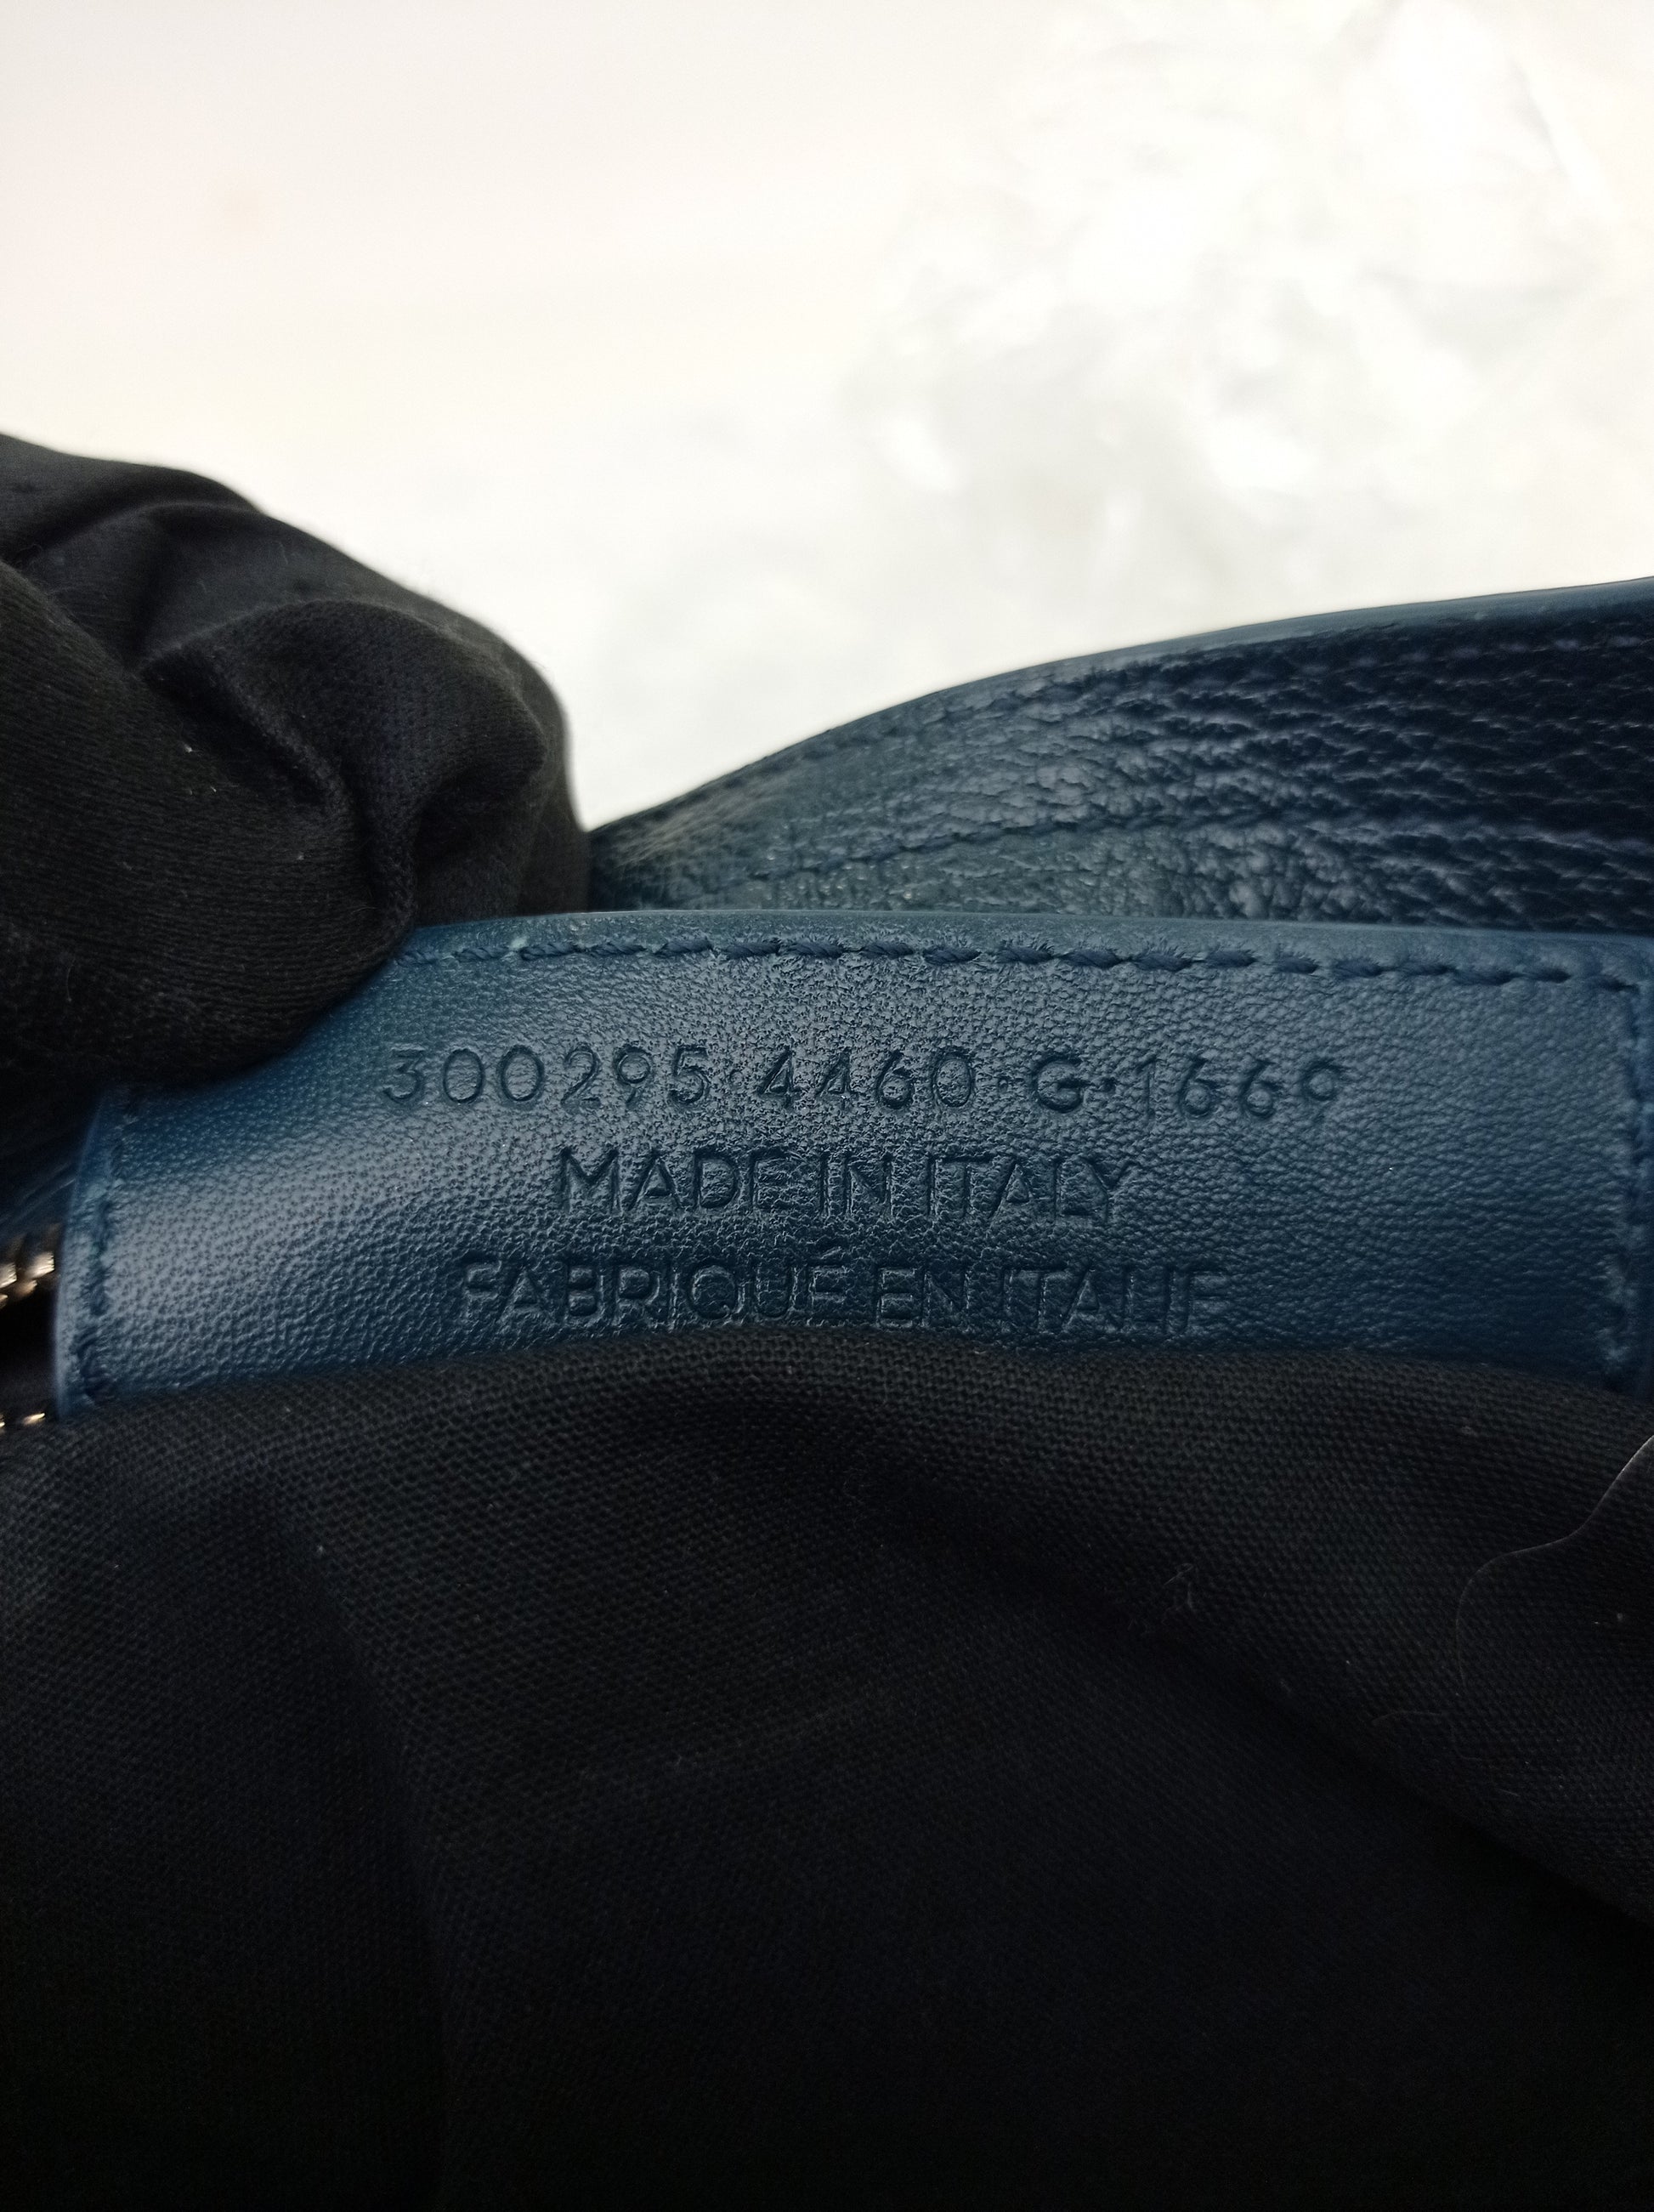 300295·4460·G·1669
MADE IN ITALY
FABRIQUÉ EN ITALIE